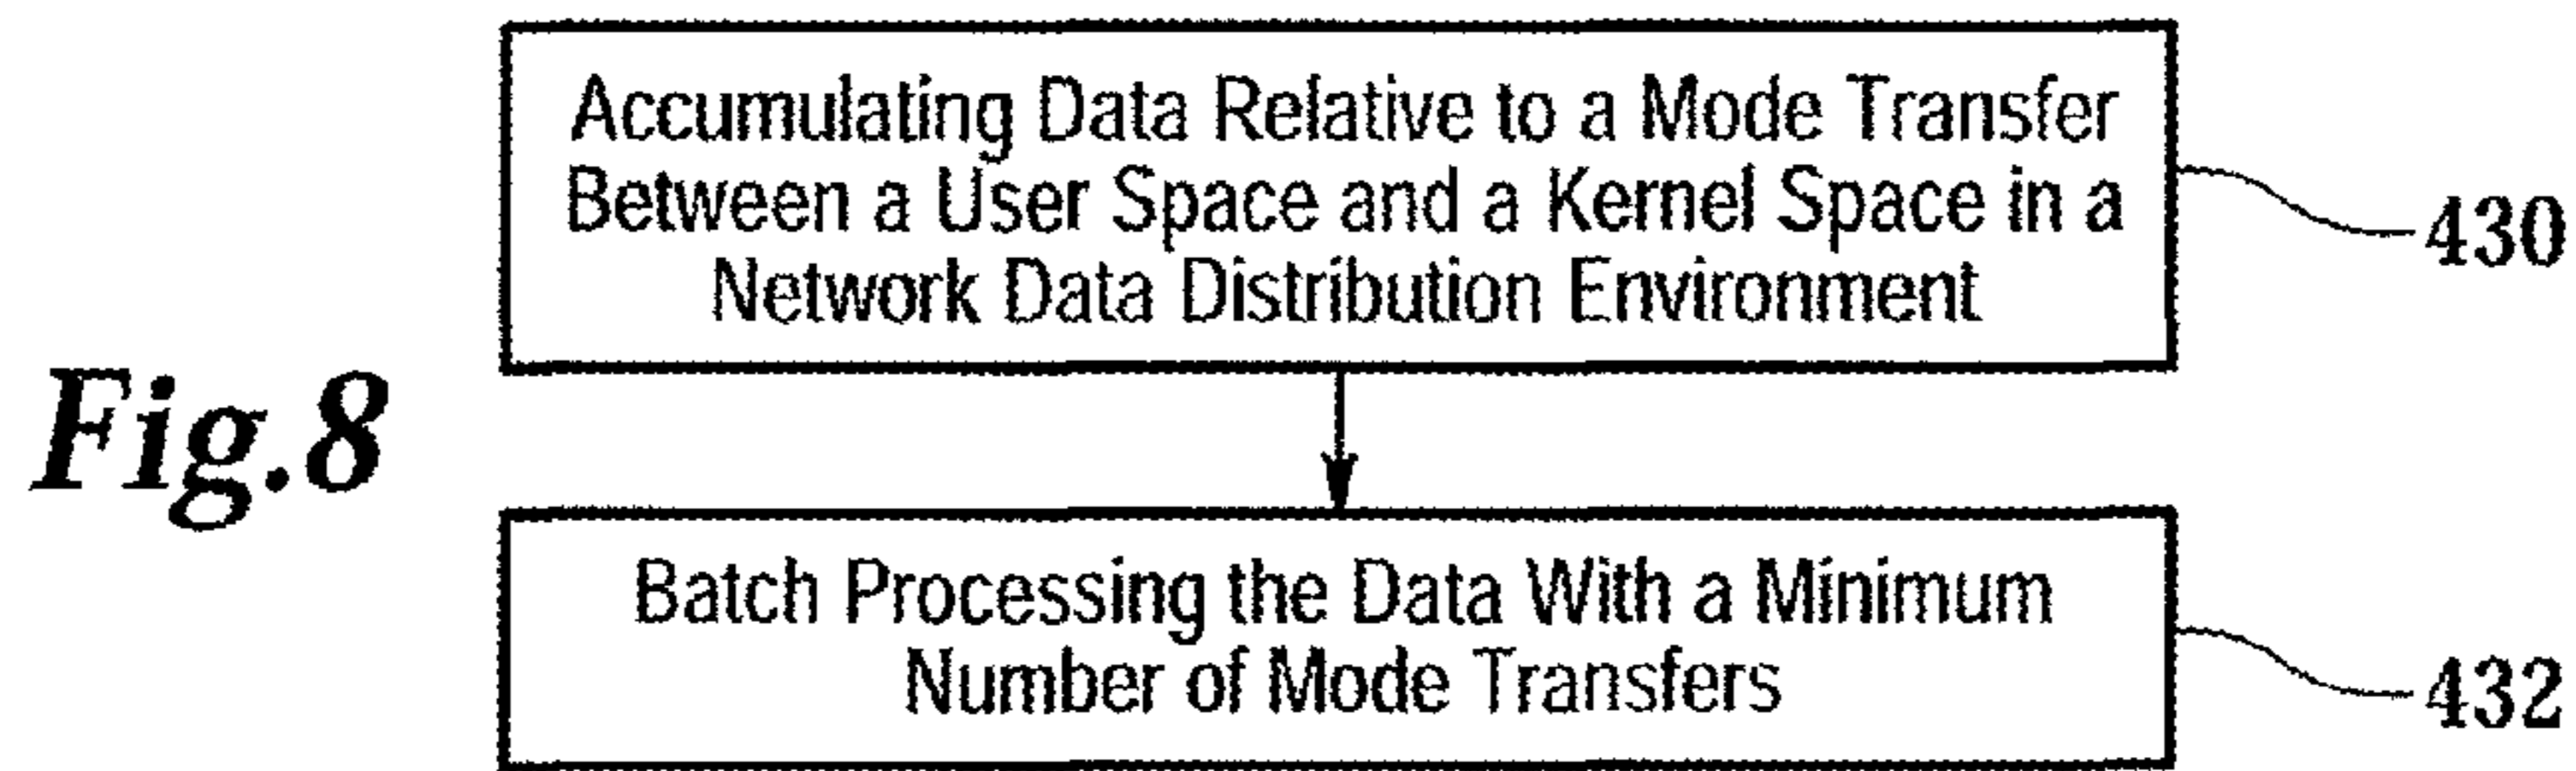 Accumulating Data Relative to a Mode Transfer
Between a User Space and a Kernel Space in a
Network Data Distribution Environment
430
Fig.8
Batch Processing the Data With a Minimum
Number of Mode Transfers
432